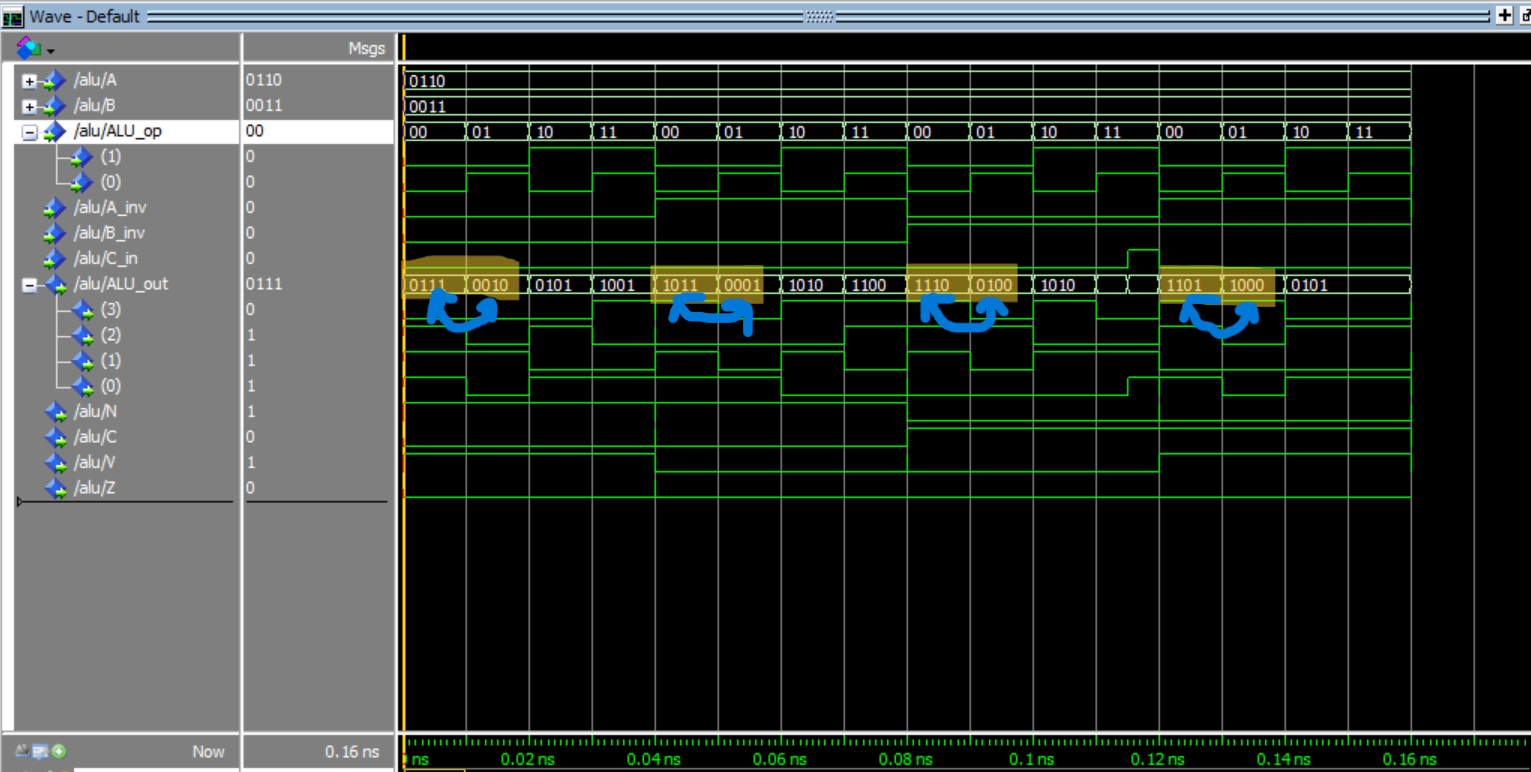 Wave - Default
Msgs
/alu/A 0110 0110
/alu/B 0011 0011
/alu/ALU_op 00 00 01 10 11 00 01 10 11 00 01 10 11 00 01 10 11
(1) 0
(0) 0
/alu/A_inv 0
/alu/B_inv 0
/alu/C_in 0
/alu/ALU_out 0111 0111 0010 0101 1001 1011 0001 1010 1100 1110 0100 1010 1101 1000 0101
(3) 0
(2) 1
(1) 1
(0) 1
/alu/N 1
/alu/C 0
/alu/V 1
/alu/Z 0
Now 0.16 ns ns 0.02 ns 0.04 ns 0.06 ns 0.08 ns 0.1 ns 0.12 ns 0.14 ns 0.16 ns